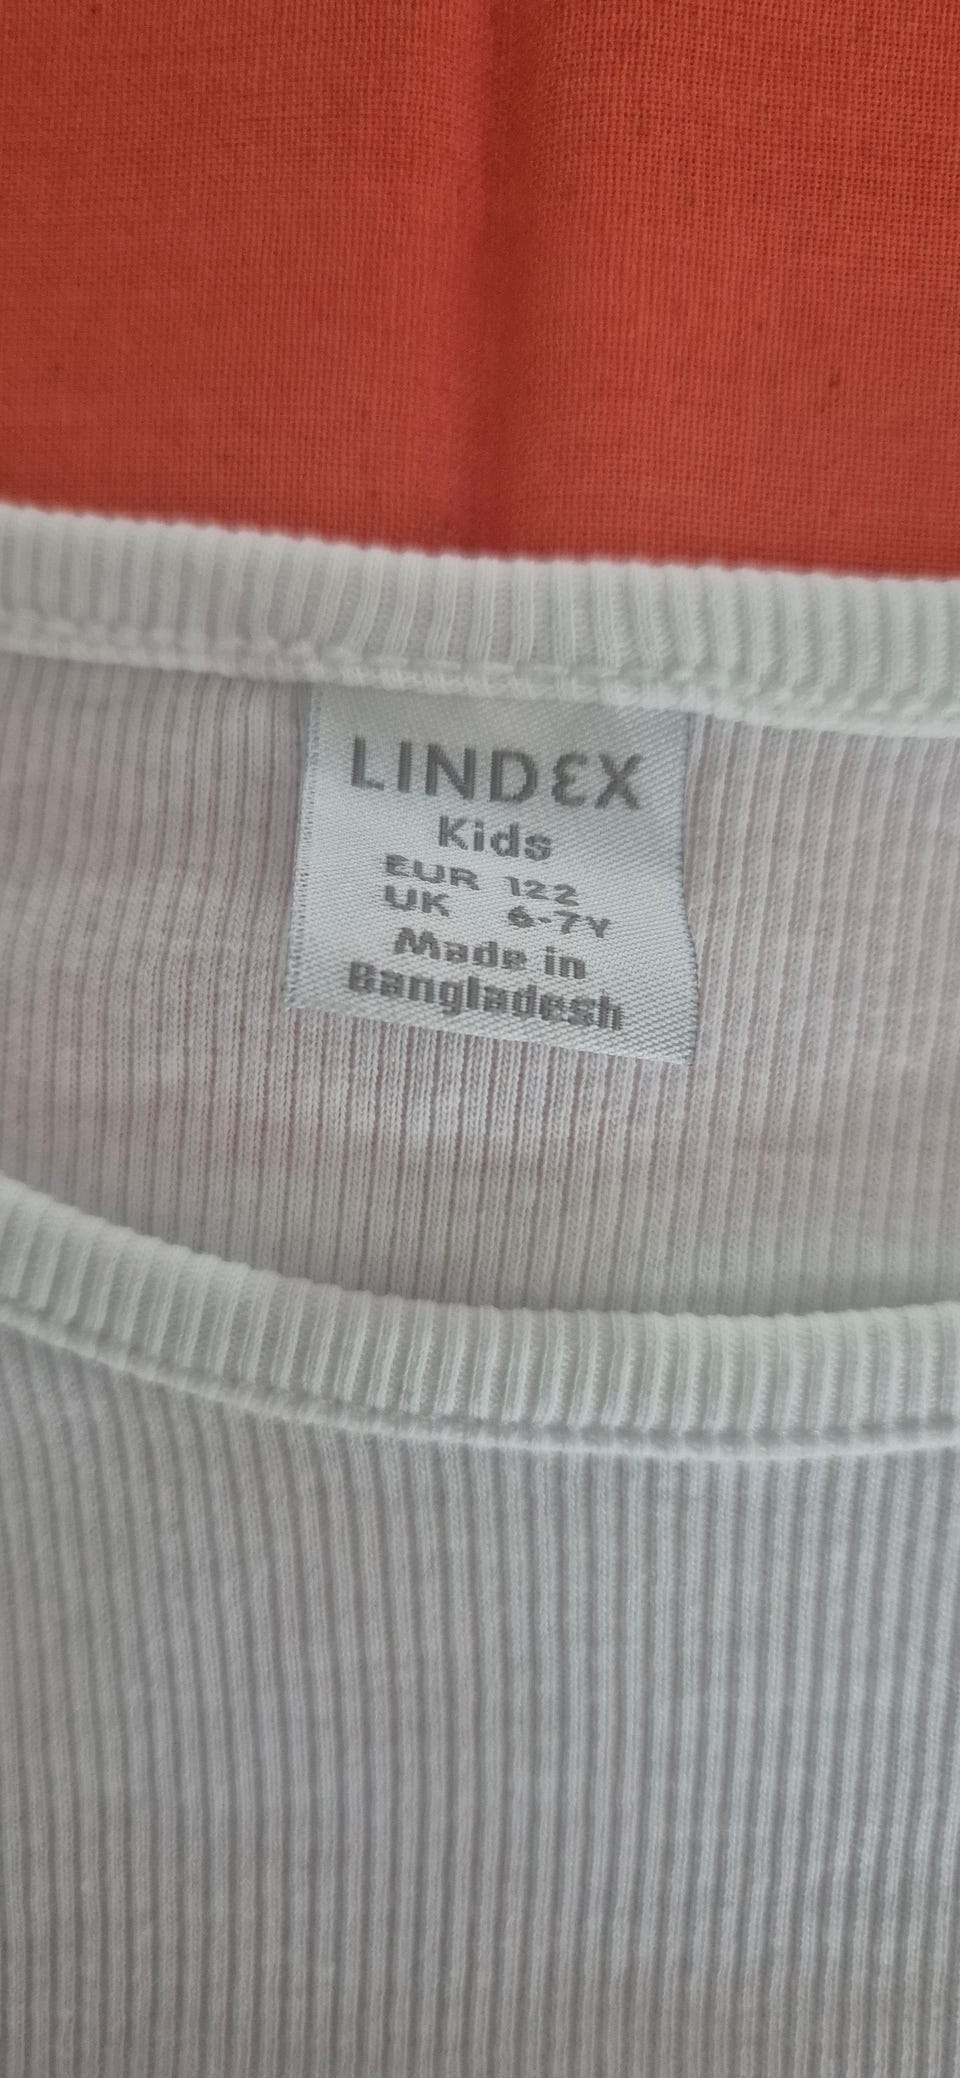 LINDEX
Kids
EUR 122
UK 6-7Y
Made in
Bangladesh